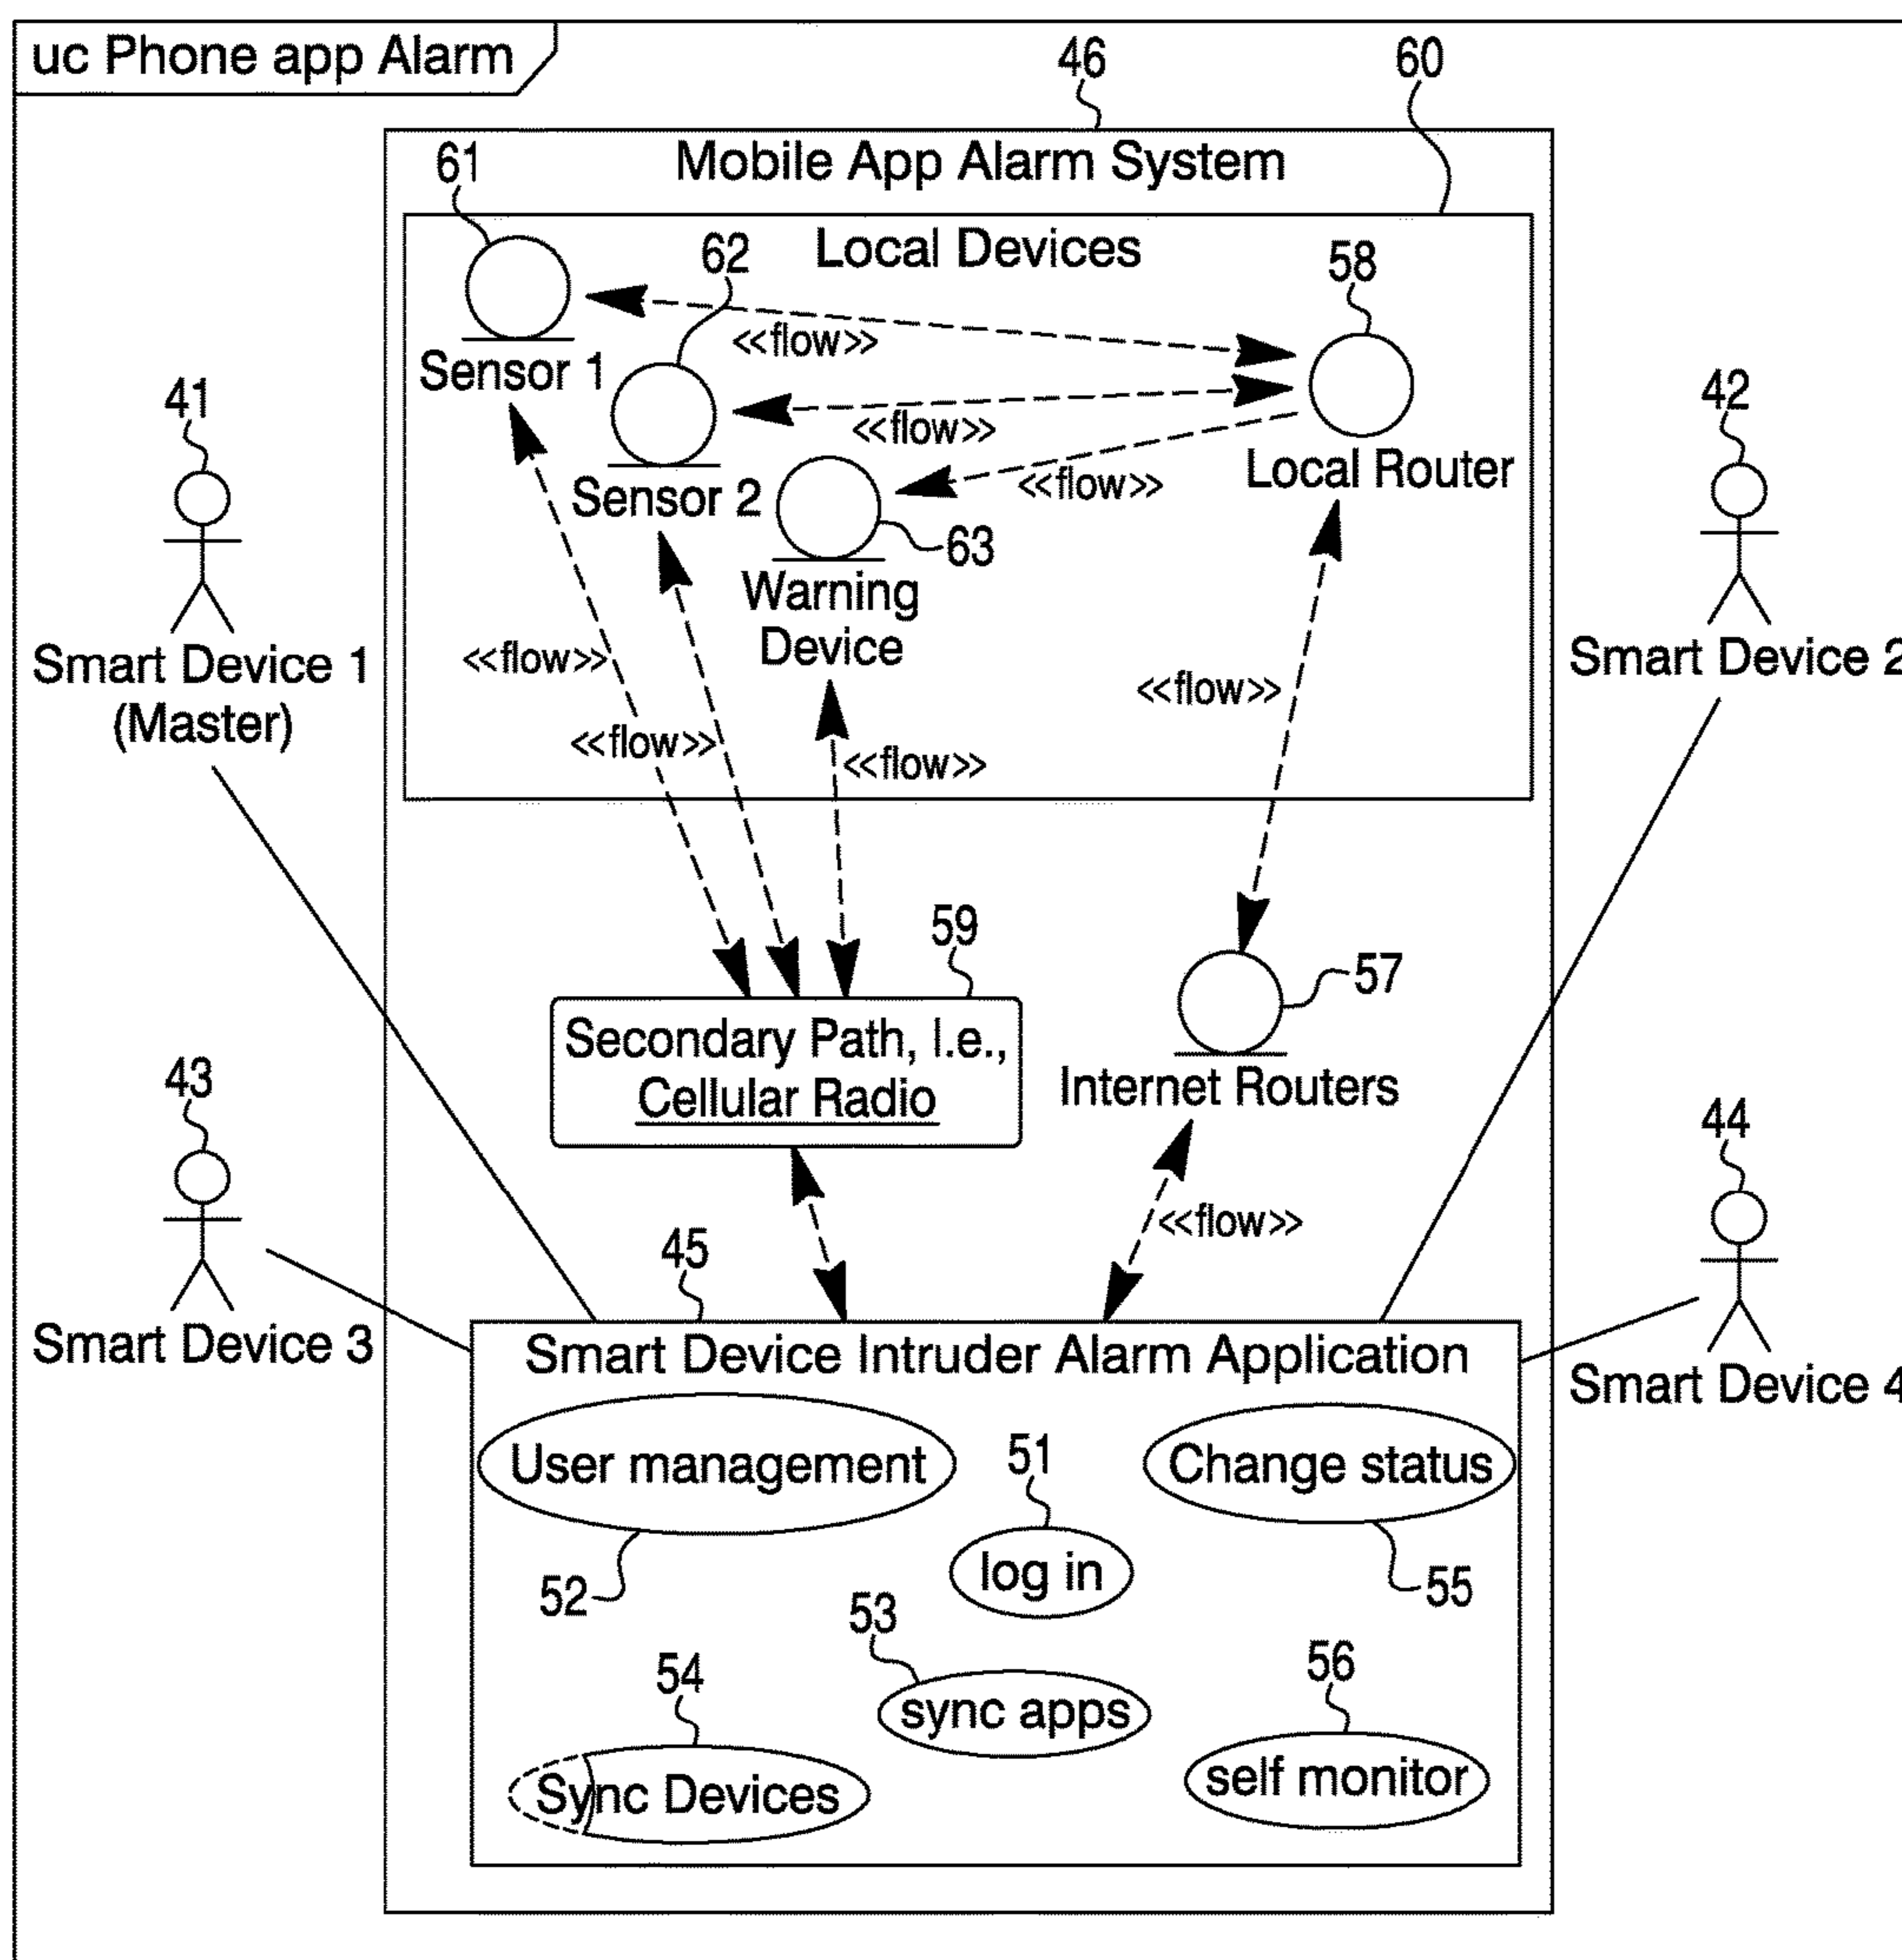 uc Phone app Alarm
46
60
Mobile App Alarm System
61
Local Devices
62
58
<<flow>>
Sensor 1
<<flow>>
Local Router
<<flow>>
Sensor 2
63
Warning
Device
41
Smart Device 1
(Master)
42
Smart Device 2
<<flow>>
<<flow>>
<<flow>>
<<flow>>
59
Secondary Path, I.e.,
Cellular Radio
57
Internet Routers
43
Smart Device 3
44
Smart Device 4
<<flow>>
45
Smart Device Intruder Alarm Application
User management
51
Change status
log in
52
55
53
sync apps
54
56
Sync Devices
self monitor